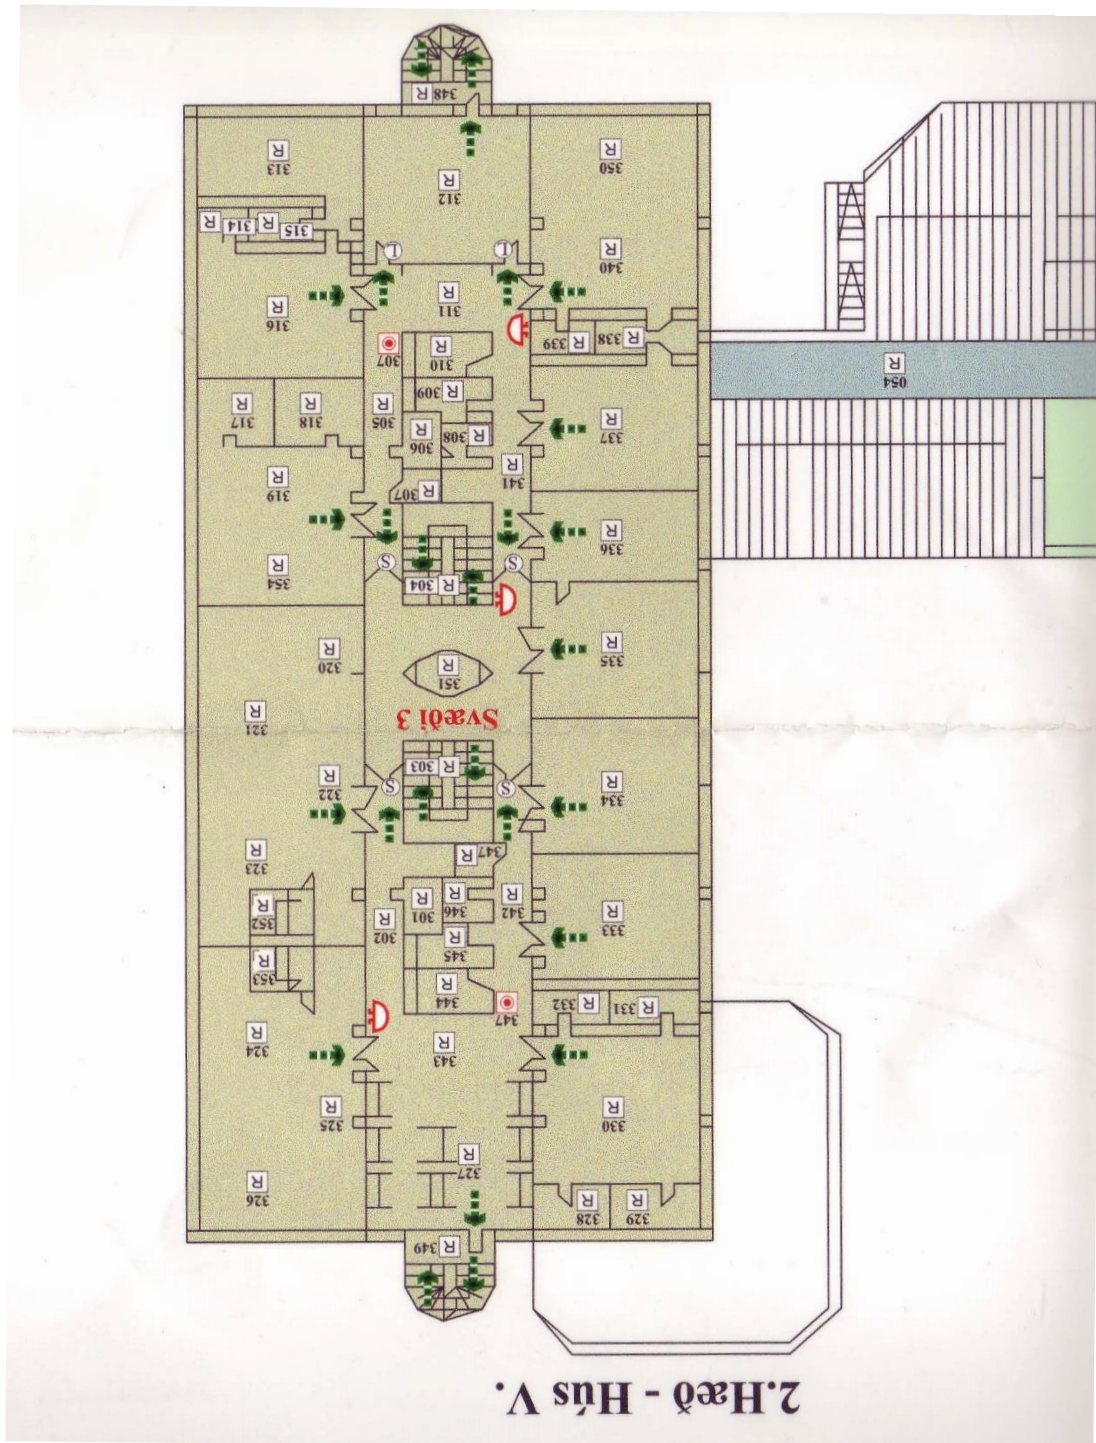 2.Hæð - Hús V.
R 349
329
R
328
R
326
R
327
R
330
R
325
R
343
R
324
R
347
331 R
332 R
344
R
353
R
345
R
333
R
342
R
346
R
301
R
302
R
352
R
347 R
323
R
334
R
R 303
322
R
Svæði 3
321
R
351
R
335
R
320
R
R 304
354
R
336
R
R 307
341
R
319
R
337
R
R 308
306
R
305
R
318
R
317
R
R 309
054
R
338 R
339 R
310
R
307
311
R
316
R
340
R
315 R
314 R
312
R
350
R
313
R
348 R
S
S
S
S
L
L